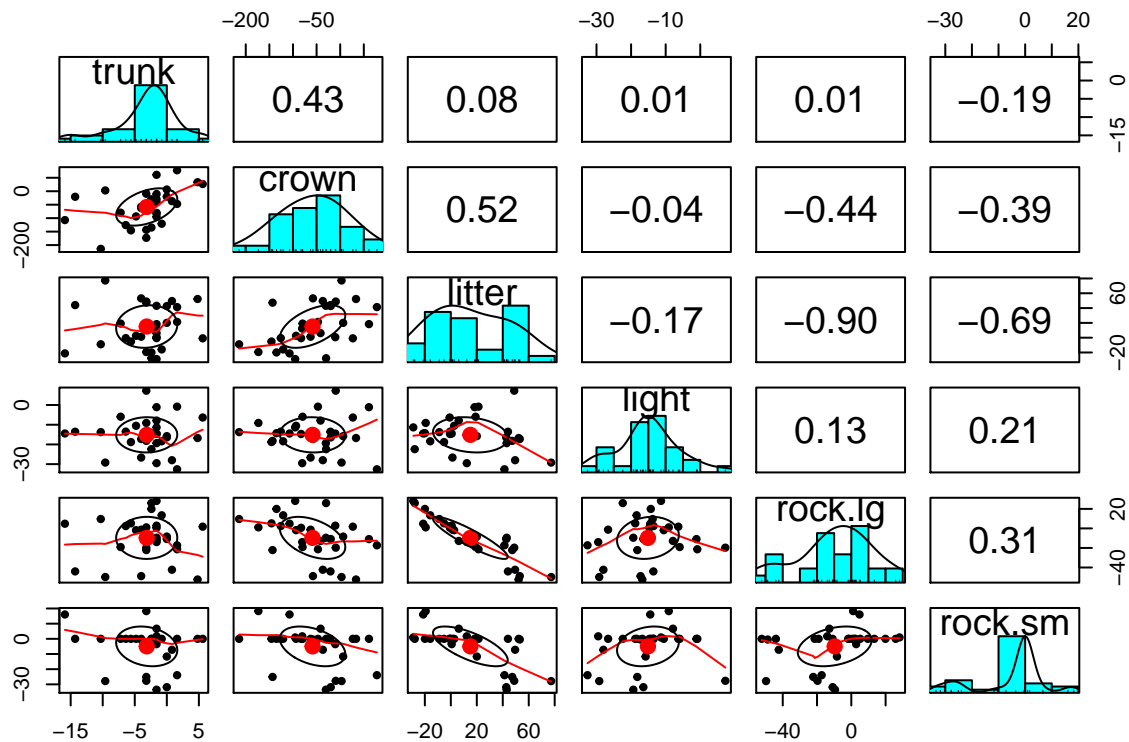 −200 −50 −30 −10 −30 0 20
trunk 0.43 0.08 0.01 0.01 −0.19 −15 0
−200 0 crown 0.52 −0.04 −0.44 −0.39
litter −0.17 −0.90 −0.69 −20 60
−30 0 light 0.13 0.21
rock.lg 0.31 −40 20
−30 0 rock.sm
−15 5 −20 20 60 −40 0